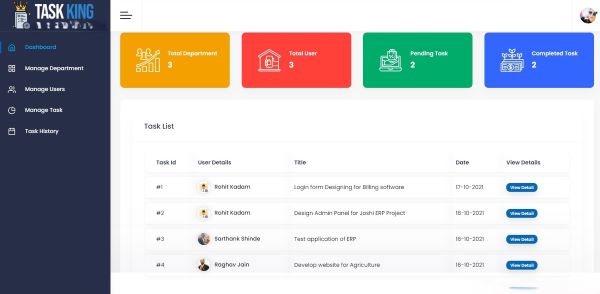 TASK KING
Dashboard
Manage Department
Manage Users
Manage Task
Task History
Total Department
3
Total User
3
Pending Task
2
Completed Task
2
Task List
Task Id User Details Title Date View Details
#1 Rohit Kadam Login form Designing for Billing software 17-10-2021 View Detail
#2 Rohit Kadam Design Admin Panel for Joshi ERP Project 16-10-2021 View Detail
#3 Sarthank Shinde Test application of ERP 16-10-2021 View Detail
#4 Raghav Jain Develop website for Agriculture 16-10-2021 View Detail